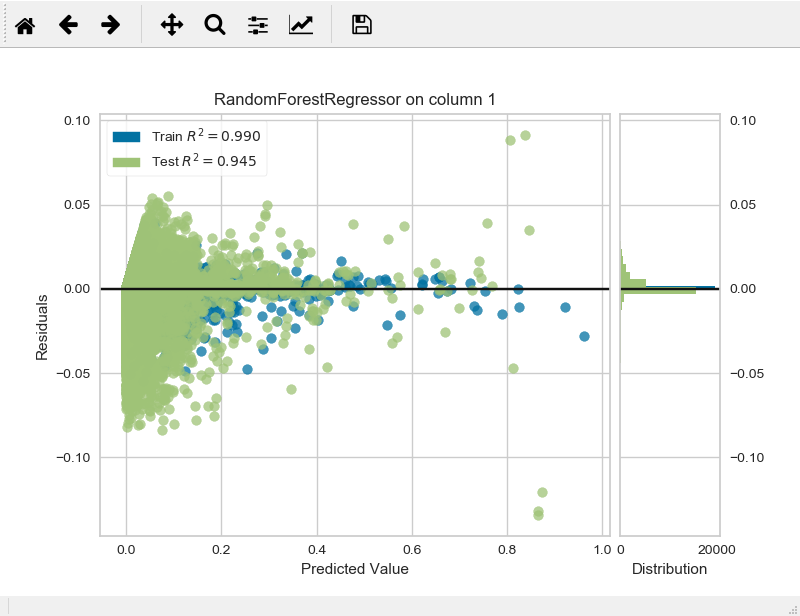 RandomForestRegressor on column 1
Train R² = 0.990
Test R² = 0.945
0.10
0.05
0.00
−0.05
−0.10
Residuals
0.0 0.2 0.4 0.6 0.8 1.0
Predicted Value
0.10
0.05
0.00
−0.05
−0.10
0 20000
Distribution